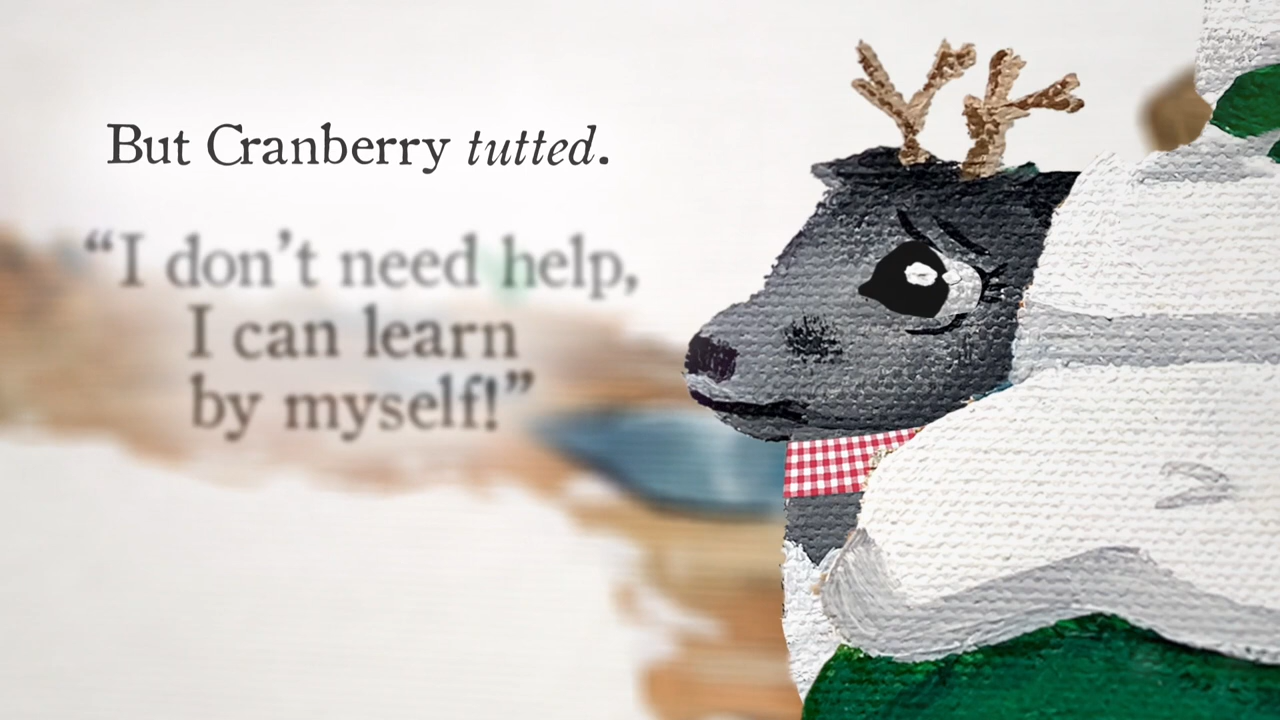 But Cranberry tutted.
“I don’t need help,
I can learn
by myself!”